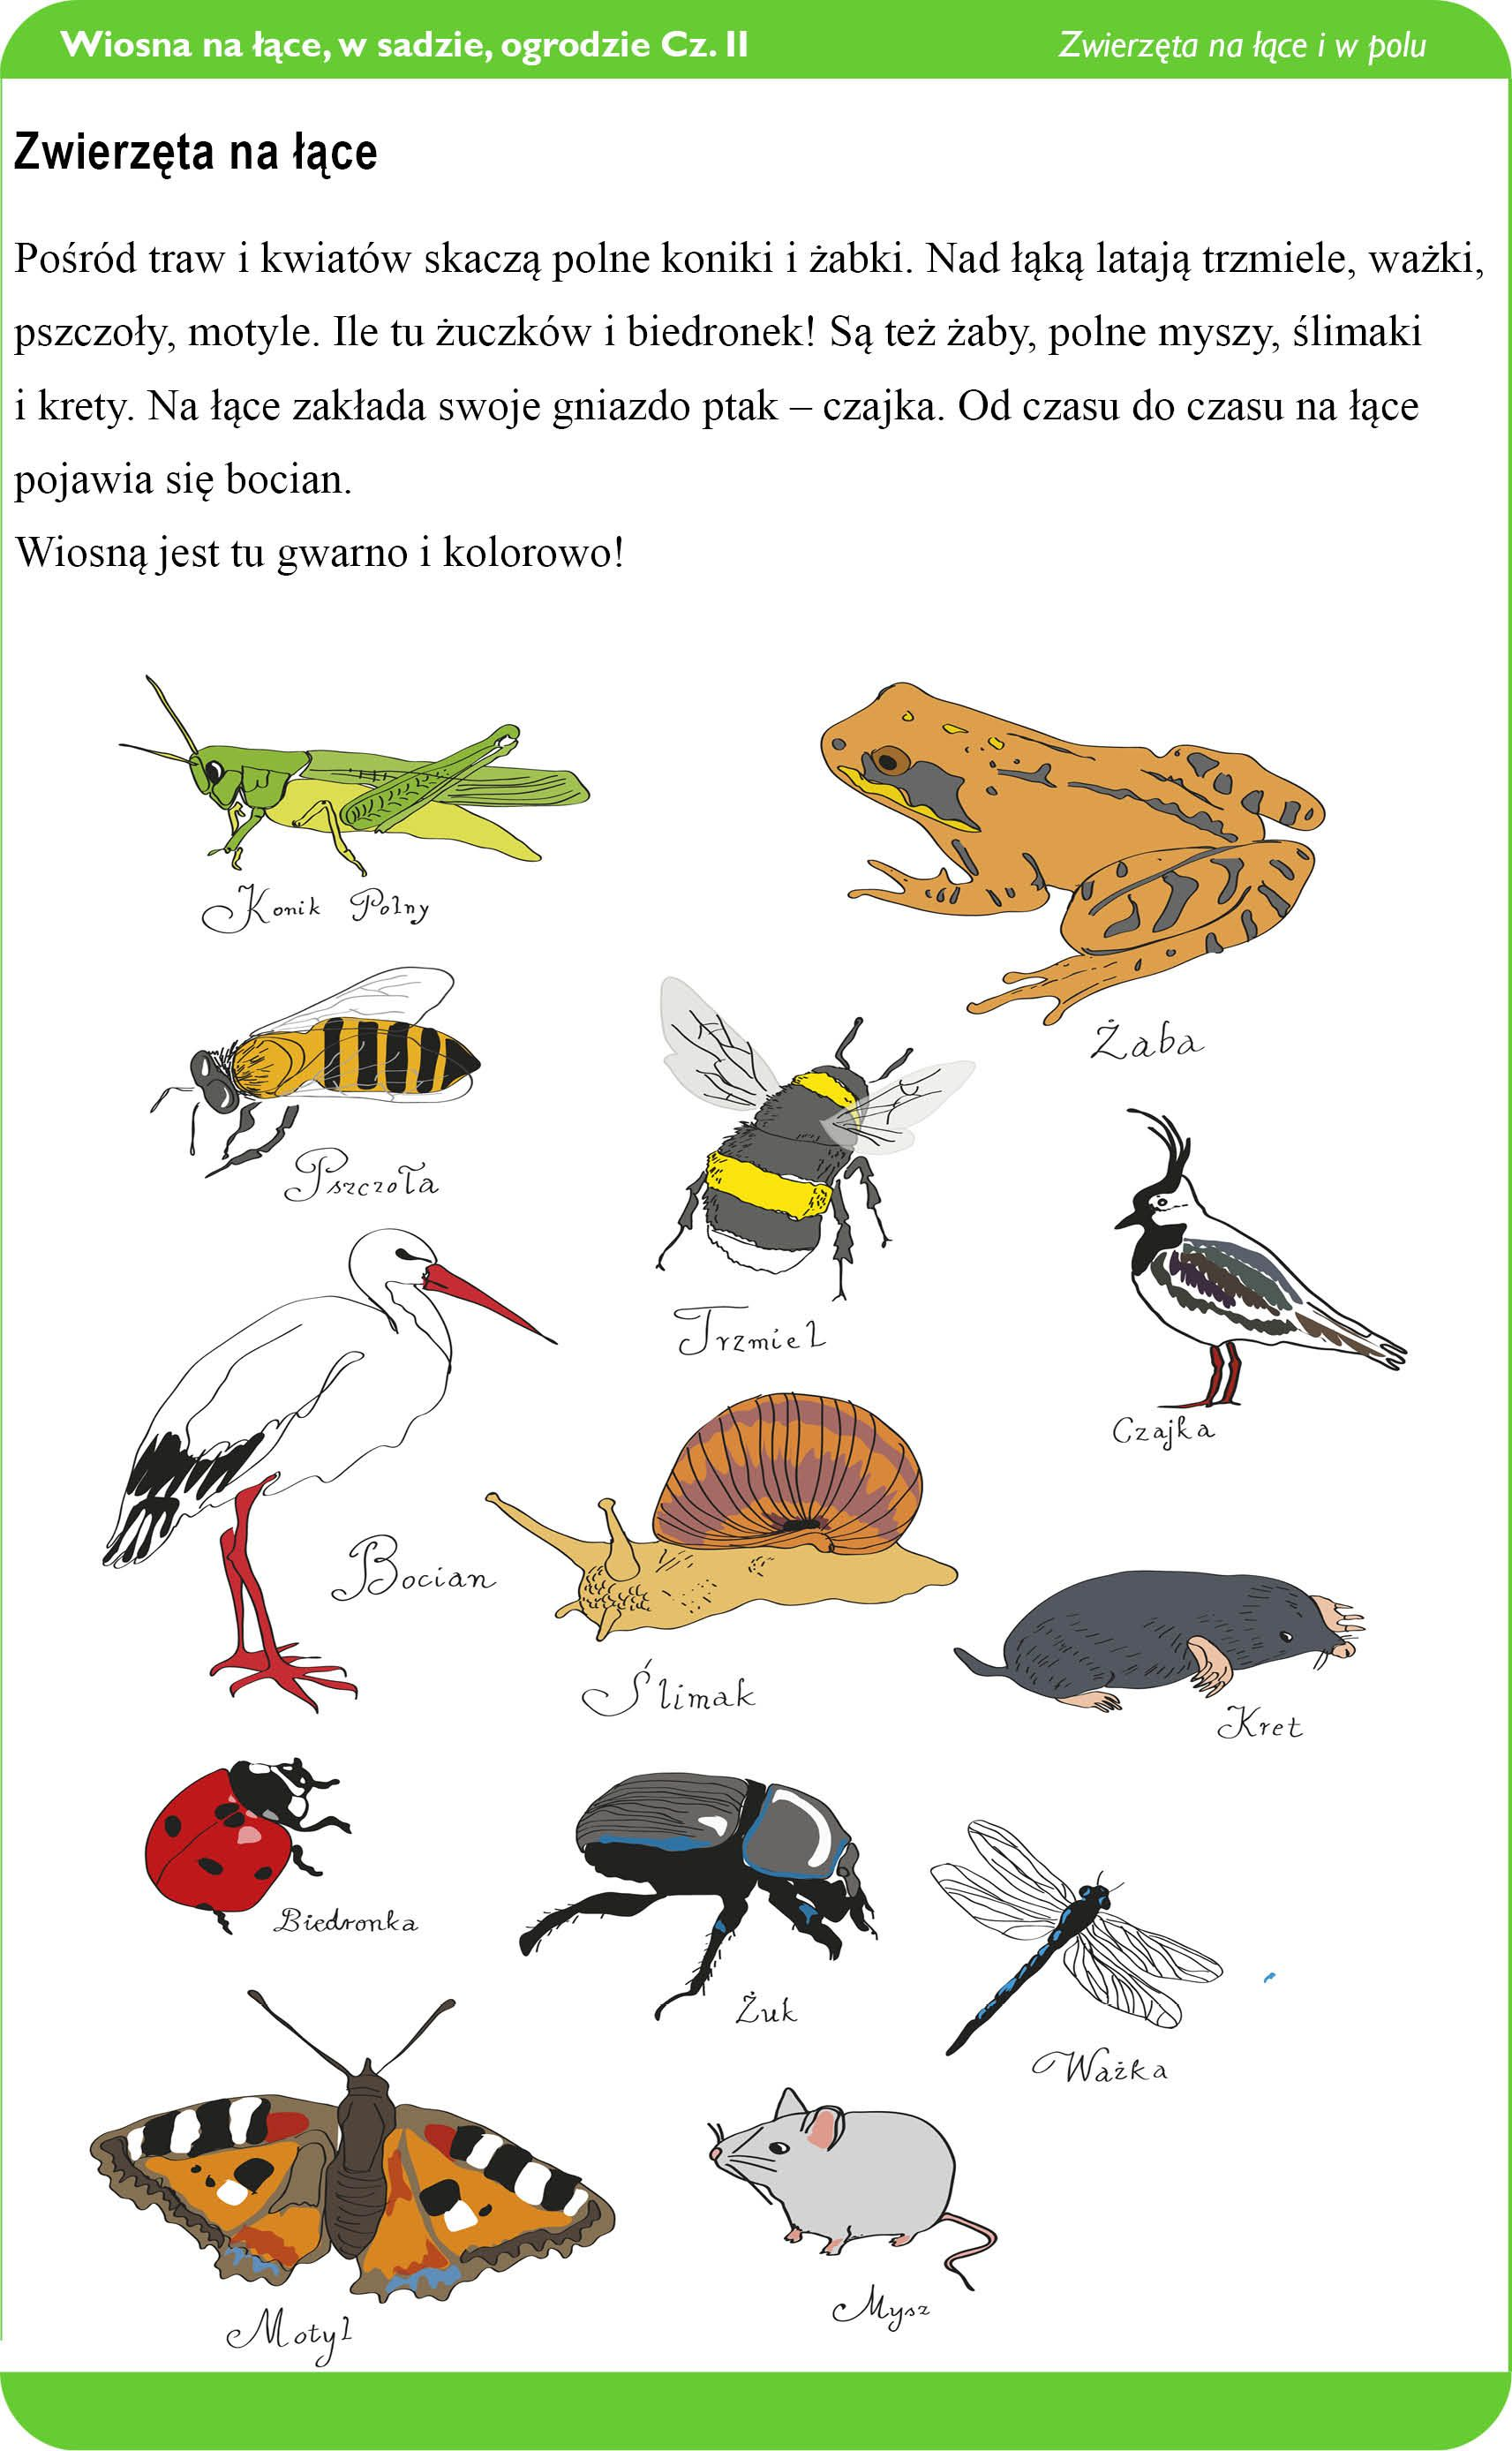 Wiosna na łące, w sadzie, ogrodzie Cz. II
Zwierzęta na łące i w polu
Zwierzęta na łące
Pośród traw i kwiatów skaczą polne koniki i żabki. Nad łąką latają trzmiele, ważki,
pszczoły, motyle. Ile tu żuczków i biedronek! Są też żaby, polne myszy, ślimaki
i krety. Na łące zakłada swoje gniazdo ptak – czajka. Od czasu do czasu na łące
pojawia się bocian.
Wiosną jest tu gwarno i kolorowo!
Konik Polny
Żaba
Pszczoła
Trzmiel
Czajka
Bocian
Ślimak
Kret
Biedronka
Żuk
Ważka
Motyl
Mysz